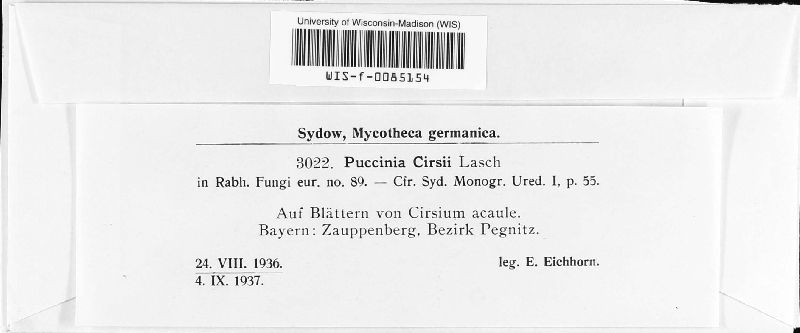 University of Wisconsin-Madison (WIS)
WIS-f-0085154
Sydow, Mycotheca germanica.
3022. Puccinia Cirsii Lasch
in Rabh. Fungi eur. no. 89. — Cfr. Syd. Monogr. Ured. I, p. 55.
Auf Blättern von Cirsium acaule.
Bayern: Zauppenberg, Bezirk Pegnitz.
24. VIII. 1936. leg. E. Eichhorn.
4. IX. 1937.